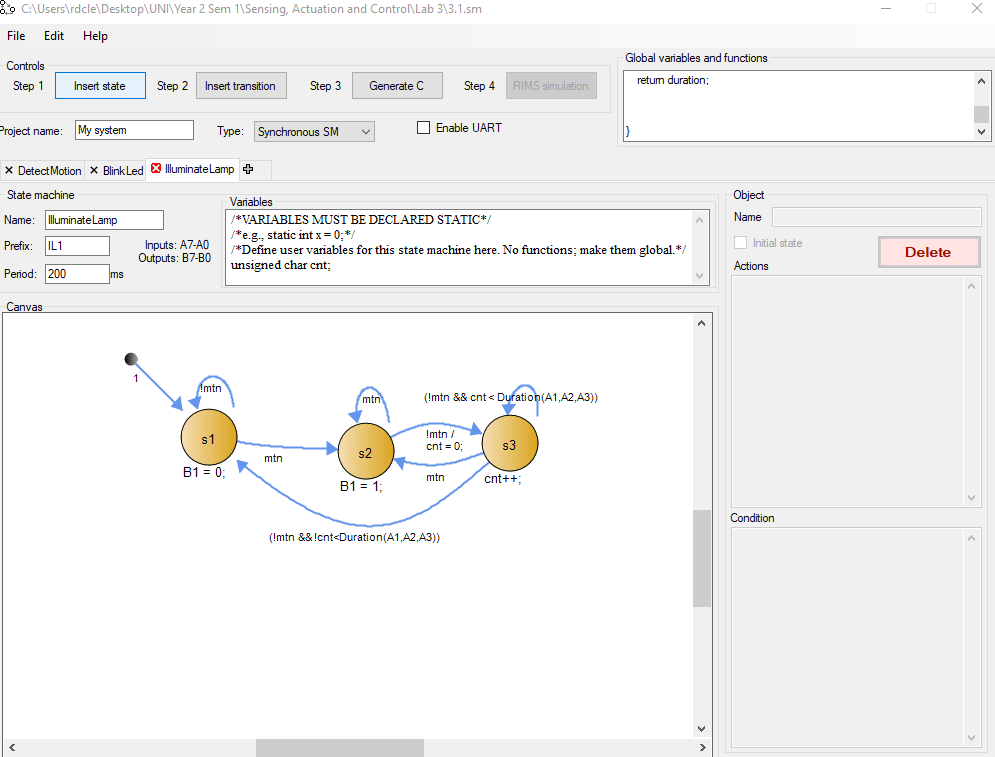 C:\Users\rdcle\Desktop\UNI\Year 2 Sem 1\Sensing, Actuation and Control\Lab 3\3.1.sm
File Edit Help
Controls
Step 1 Insert state Step 2 Insert transition Step 3 Generate C Step 4 RIMS simulation
Project name: My system Type: Synchronous SM Enable UART
Global variables and functions
return duration;
}
DetectMotion BlinkLed IlluminateLamp
State machine
Name: IlluminateLamp
Prefix: IL1
Inputs: A7-A0
Outputs: B7-B0
Period: 200 ms
Variables
/*VARIABLES MUST BE DECLARED STATIC*/
/*e.g., static int x = 0;*/
/*Define user variables for this state machine here. No functions; make them global.*/
unsigned char cnt;
Object
Name
Initial state
Delete
Actions
Condition
Canvas
1
!mtn
s1
B1 = 0;
mtn
mtn
s2
B1 = 1;
!mtn /
cnt = 0;
mtn
(!mtn && cnt < Duration(A1,A2,A3))
s3
cnt++;
(!mtn &&!cnt<Duration(A1,A2,A3))